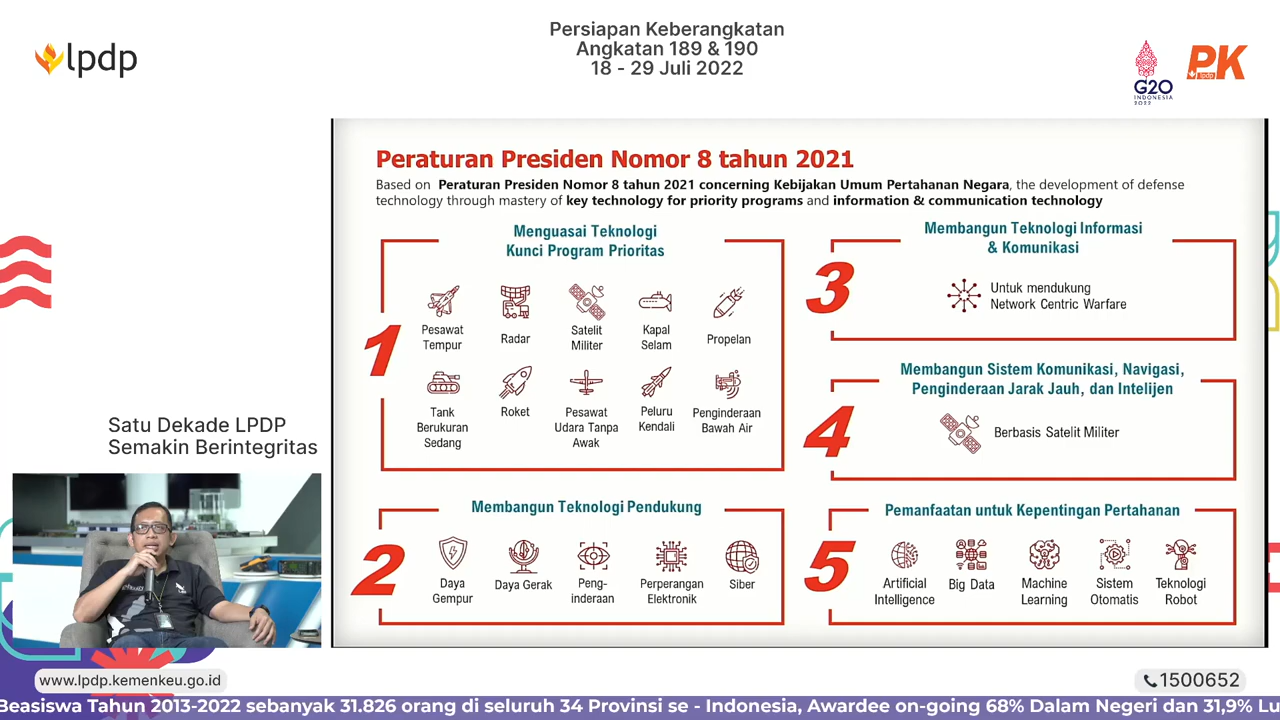 lpdp
Persiapan Keberangkatan
Angkatan 189 & 190
18 - 29 Juli 2022
G20
INDONESIA
2022
PK
lpdp
Peraturan Presiden Nomor 8 tahun 2021
Based on Peraturan Presiden Nomor 8 tahun 2021 concerning Kebijakan Umum Pertahanan Negara, the development of defense
technology through mastery of key technology for priority programs and information & communication technology
1
Menguasai Teknologi
Kunci Program Prioritas
Pesawat
Tempur
Radar
Satelit
Militer
Kapal
Selam
Propelan
Tank
Berukuran
Sedang
Roket
Pesawat
Udara Tanpa
Awak
Peluru
Kendali
Penginderaan
Bawah Air
2
Membangun Teknologi Pendukung
Daya
Gempur
Daya Gerak
Peng-
inderaan
Perperangan
Elektronik
Siber
3
Membangun Teknologi Informasi
& Komunikasi
Untuk mendukung
Network Centric Warfare
4
Membangun Sistem Komunikasi, Navigasi,
Penginderaan Jarak Jauh, dan Intelijen
Berbasis Satelit Militer
5
Pemanfaatan untuk Kepentingan Pertahanan
Artificial
Intelligence
Big Data
Machine
Learning
Sistem
Otomatis
Teknologi
Robot
Satu Dekade LPDP
Semakin Berintegritas
www.lpdp.kemenkeu.go.id
1500652
Beasiswa Tahun 2013-2022 sebanyak 31.826 orang di seluruh 34 Provinsi se - Indonesia, Awardee on-going 68% Dalam Negeri dan 31,9% Lu